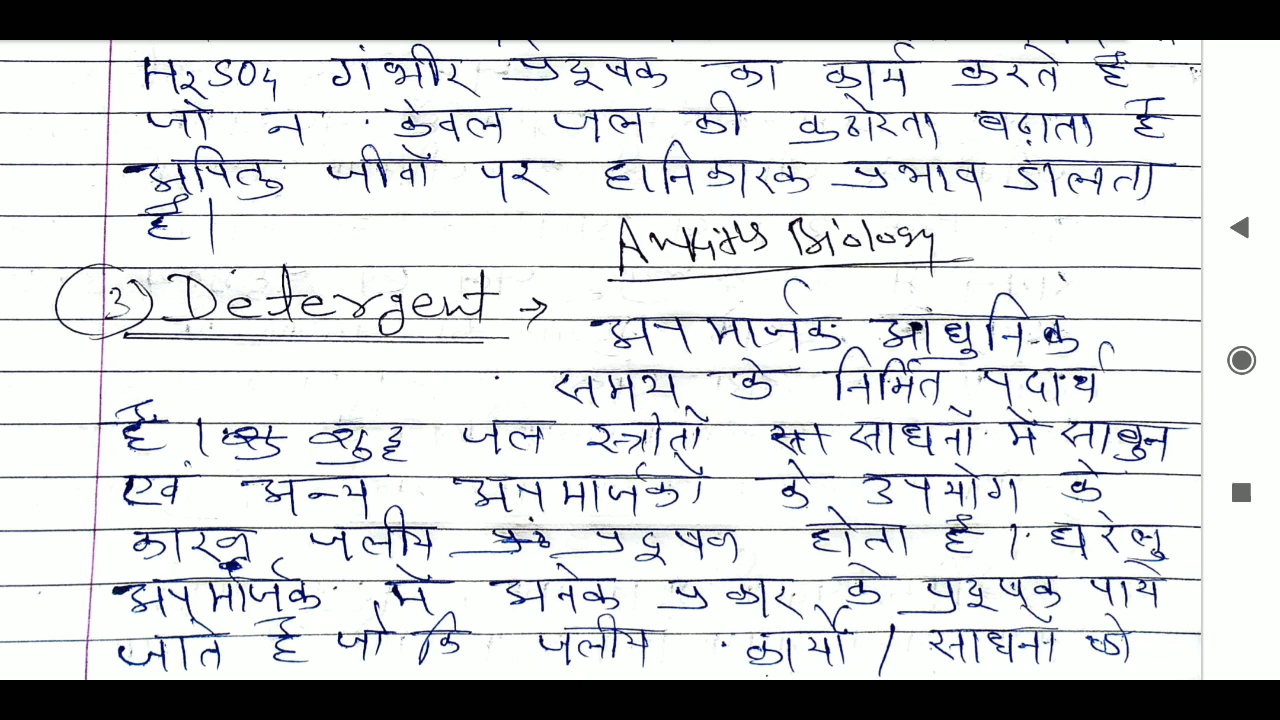 H₂SO₄ गंभीर प्रदूषक का कार्य करते है
जो न केवल जल की कठोरता बढ़ाता है
अपितु जीवों पर हानिकारक प्रभाव डालता
है।
Ankit's Biology
3) Detergent →
अपमार्जक आधुनिक
समय के निर्मित पदार्थ
है। शुद्ध जल स्त्रोतों साधनों में साबुन
एवं अन्य अपमार्जकों के उपयोग के
कारण जलीय प्रदूषण होता है। घरेलु
अपमार्जक में अनेक प्रकार के प्रदूषक पाये
जाते है जो कि जलीय कार्यों / साधनों को